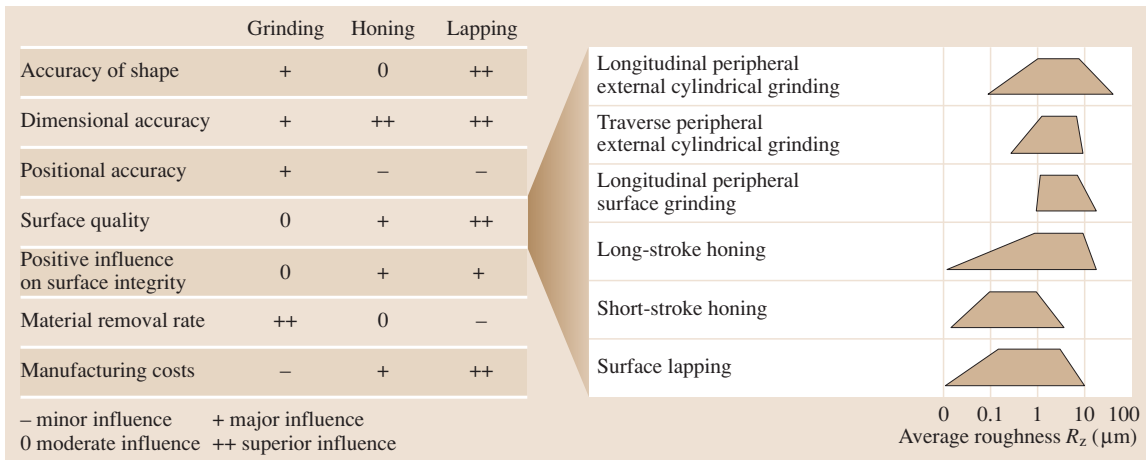 Grinding Honing Lapping
Accuracy of shape + 0 ++
Dimensional accuracy + ++ ++
Positional accuracy + – –
Surface quality 0 + ++
Positive influence
on surface integrity 0 + +
Material removal rate ++ 0 –
Manufacturing costs – + ++
– minor influence + major influence
0 moderate influence ++ superior influence
Longitudinal peripheral
external cylindrical grinding
Traverse peripheral
external cylindrical grinding
Longitudinal peripheral
surface grinding
Long-stroke honing
Short-stroke honing
Surface lapping
0 0.1 1 10 100
Average roughness Rz (μm)